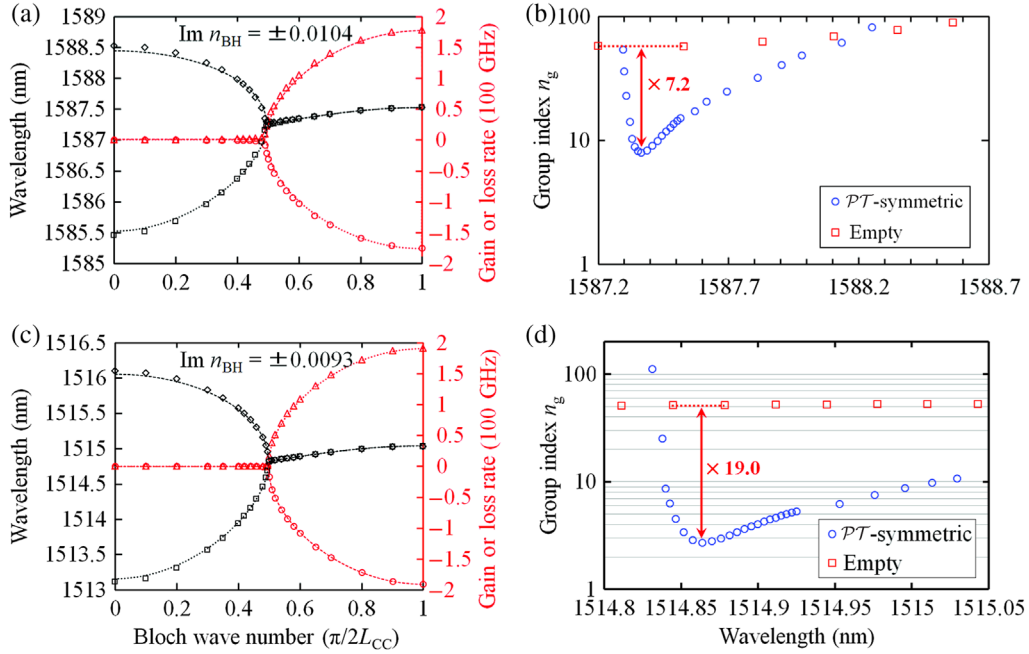 (a)
Im n_BH = ±0.0104
Wavelength (nm)
1588.5
1588
1587.5
1587
1586.5
1586
1585.5
1585
0 0.2 0.4 0.6 0.8 1
2
1.5
1
0.5
0
−0.5
−1
−1.5
−2
Gain or loss rate (100 GHz)
(b)
Group index n_g
100
10
1
× 7.2
PT-symmetric
Empty
1587.2 1587.7 1588.2 1588.7
(c)
Im n_BH = ±0.0093
Wavelength (nm)
1516.5
1516
1515.5
1515
1514.5
1514
1513.5
1513
0 0.2 0.4 0.6 0.8 1
Bloch wave number (π/2L_CC)
2
1.5
1
0.5
0
−0.5
−1
−1.5
−2
Gain or loss rate (100 GHz)
(d)
Group index n_g
100
10
1
× 19.0
PT-symmetric
Empty
1514.8 1514.85 1514.9 1514.95 1515 1515.05
Wavelength (nm)